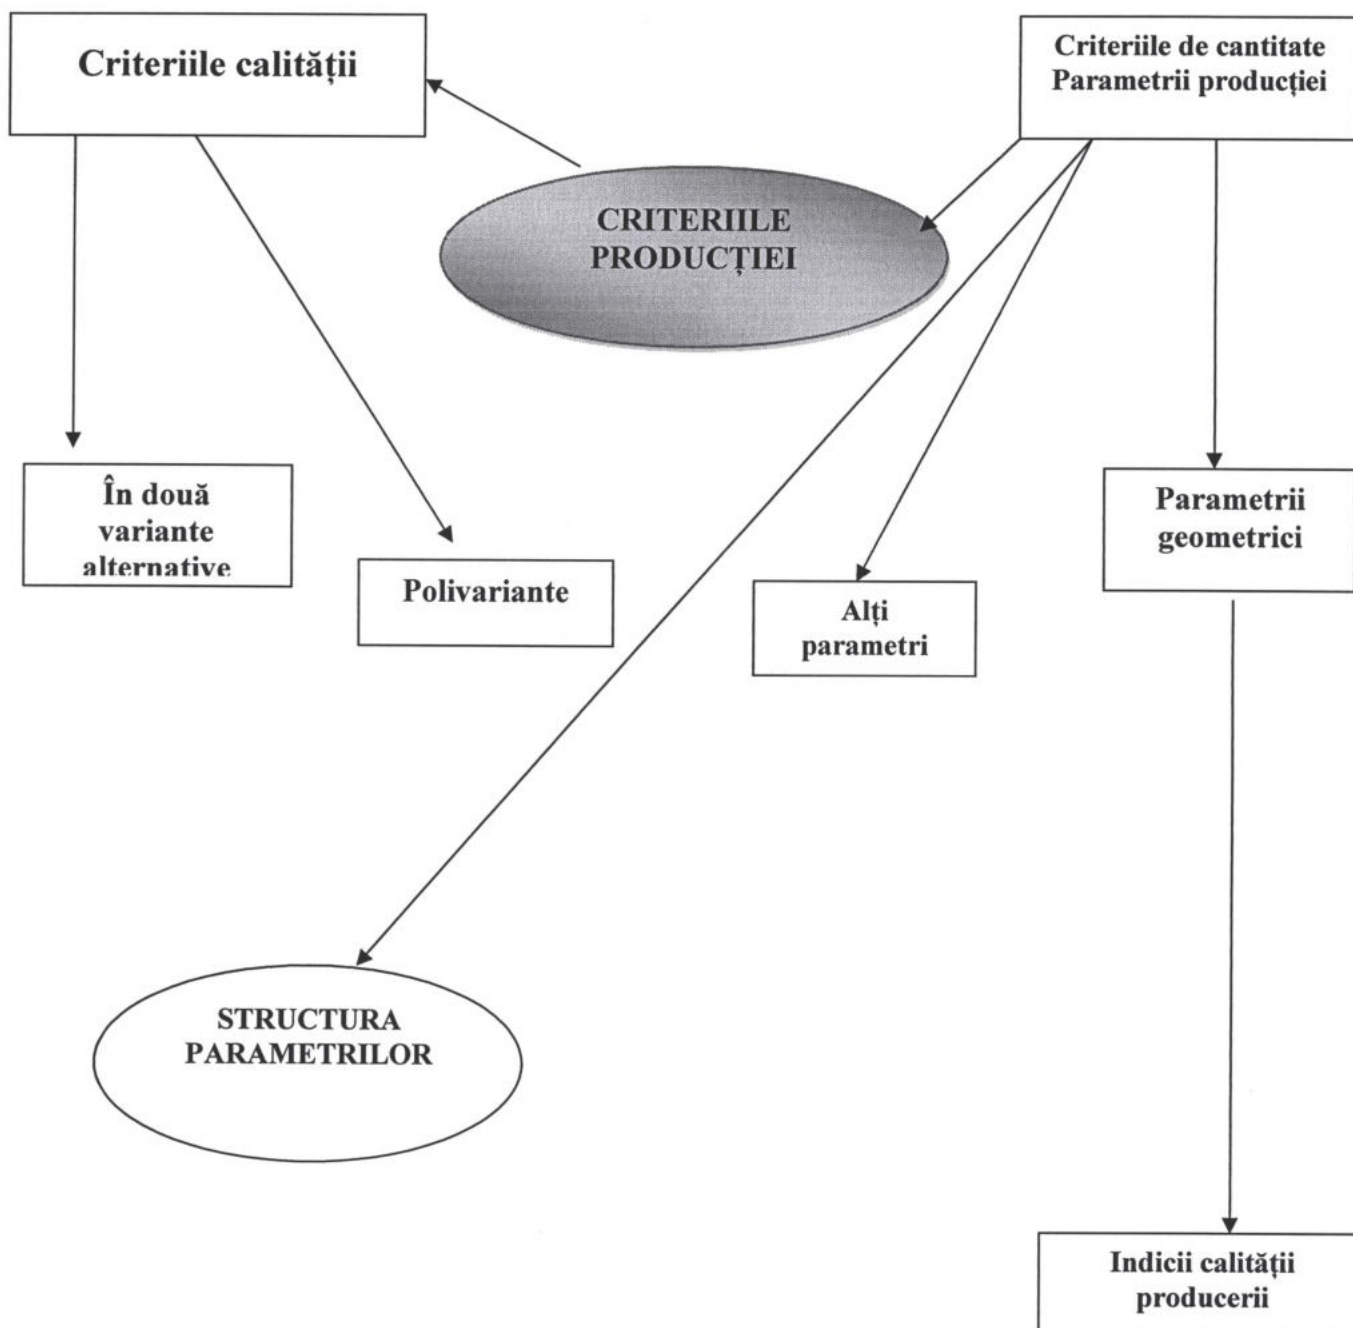 Criteriile calității
Criteriile de cantitate
Parametrii producției
CRITERIILE
PRODUCȚIEI
În două
variante
alternative
Polivariante
Alți
parametri
Parametrii
geometrici
STRUCTURA
PARAMETRILOR
Indicii calității
producerii